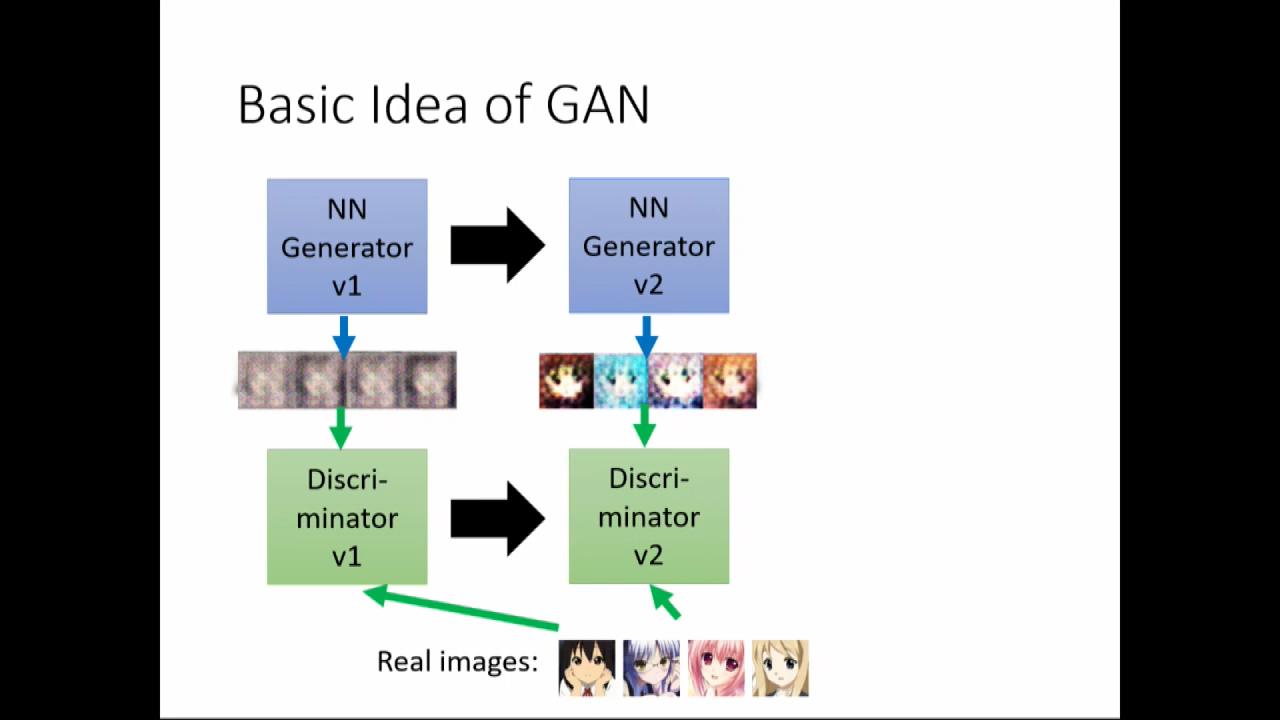 Basic Idea of GAN
NN
Generator
v1
NN
Generator
v2
Discri-
minator
v1
Discri-
minator
v2
Real images: